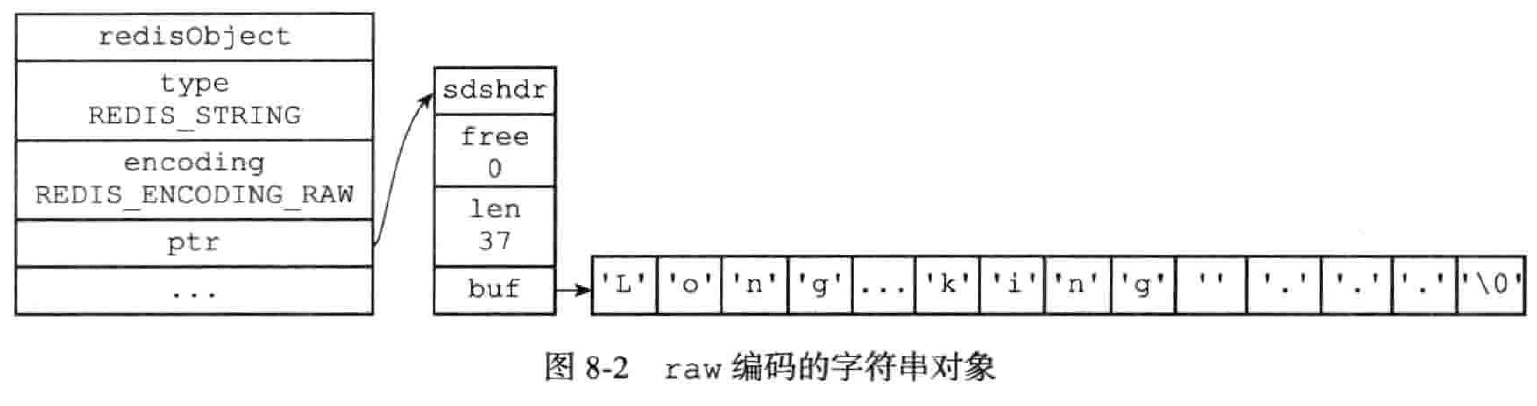 redisObject
type
REDIS_STRING
encoding
REDIS_ENCODING_RAW
ptr
...
sdshdr
free
0
len
37
buf
'L' 'o' 'n' 'g' ... 'k' 'i' 'n' 'g' ' ' '.' '.' '.' '\0'
图 8-2 raw 编码的字符串对象